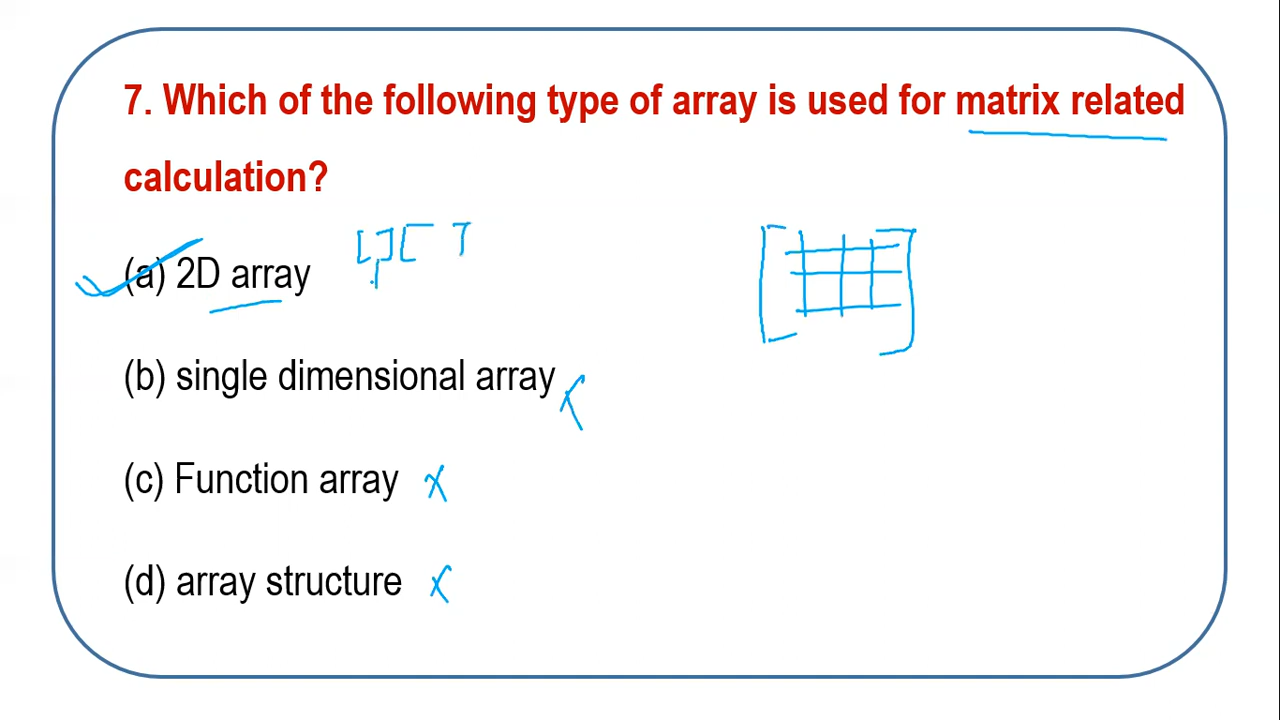 7. Which of the following type of array is used for matrix related
calculation?
(a) 2D array [ ] [ ]
(b) single dimensional array
(c) Function array x
(d) array structure x